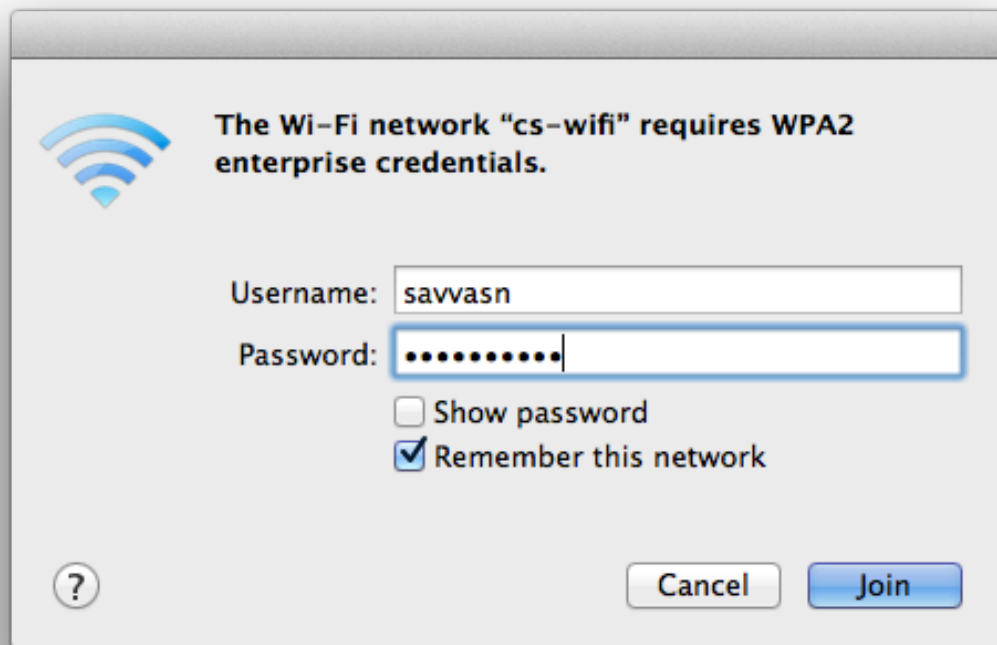 The Wi-Fi network “cs-wifi” requires WPA2
enterprise credentials.
Username: savvasn
Password: ••••••••••
Show password
Remember this network
? Cancel Join